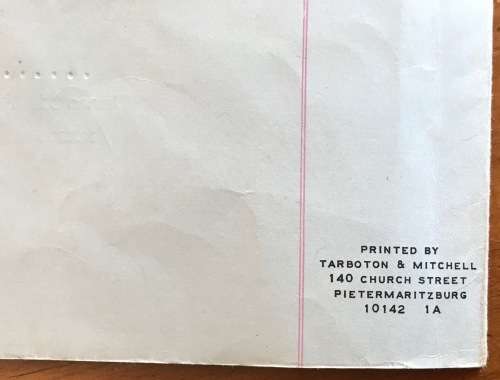 PRINTED BY
TARBOTON & MITCHELL
140 CHURCH STREET
PIETERMARITZBURG
10142 1A